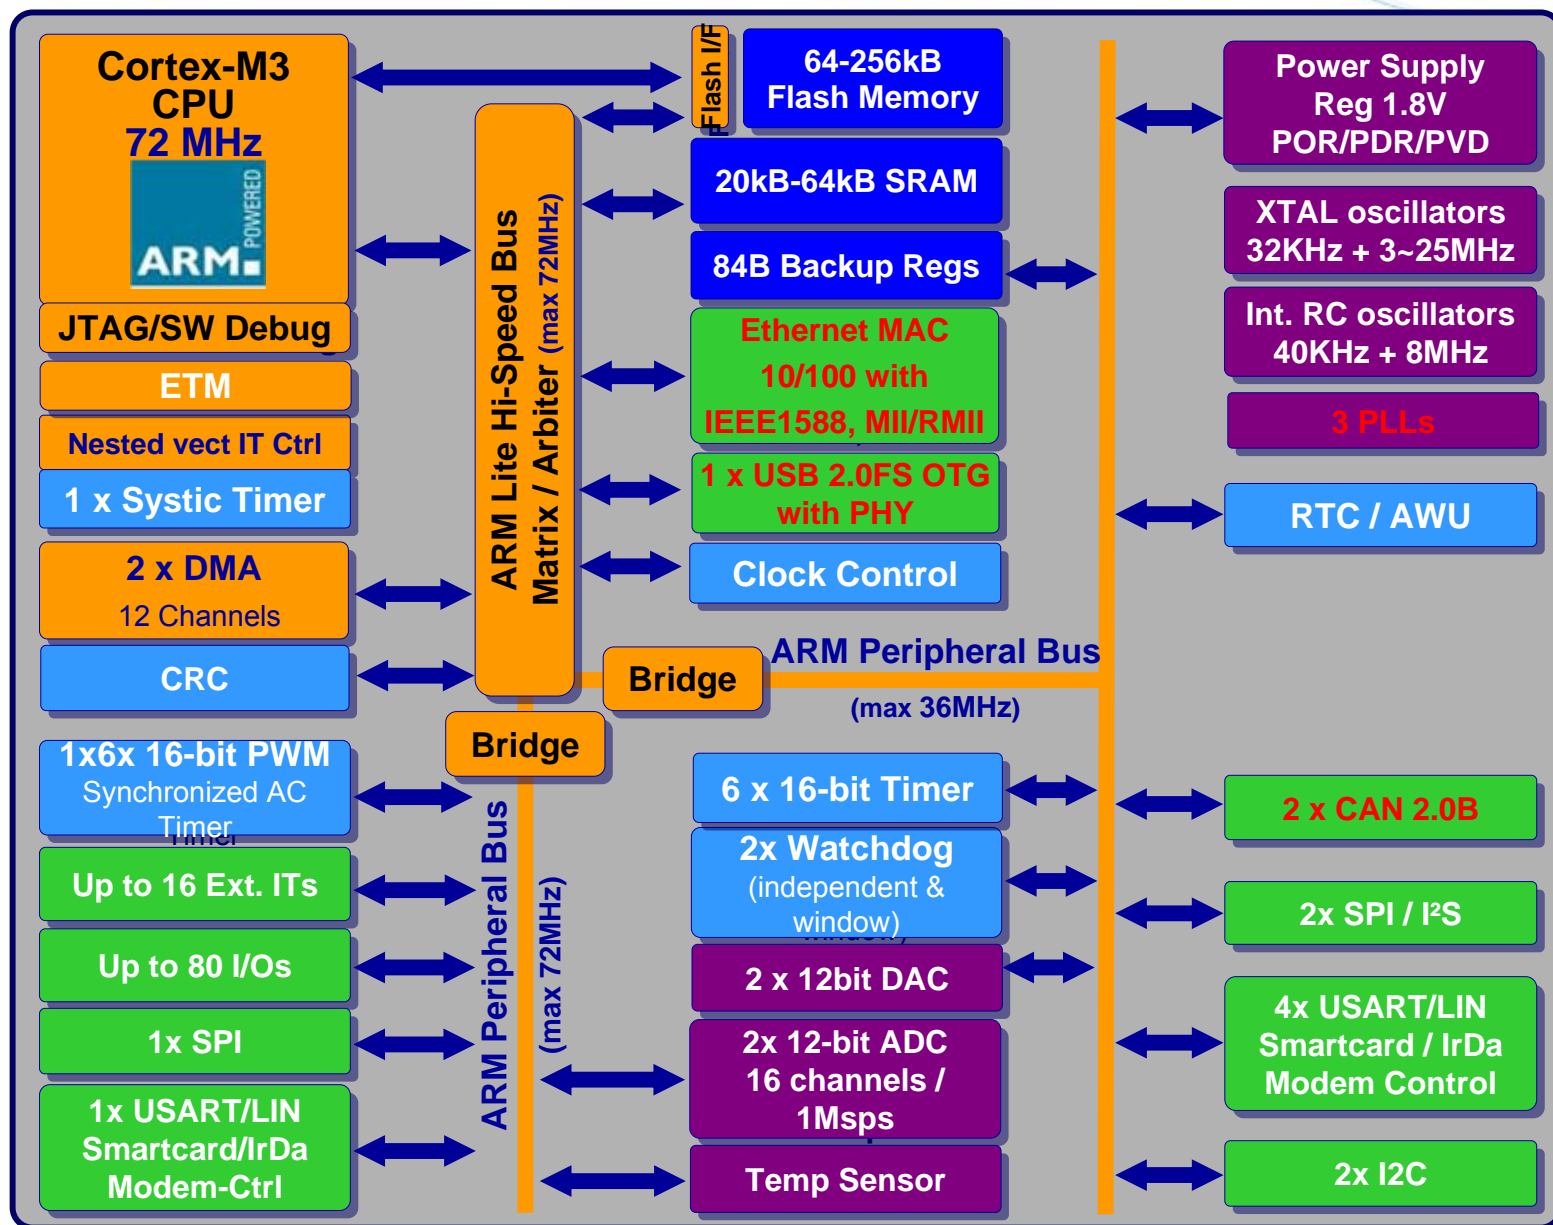 Cortex-M3
CPU
72 MHz
ARM
POWERED
JTAG/SW Debug
ETM
Nested vect IT Ctrl
1 x Systic Timer
2 x DMA
12 Channels
CRC
1x6x 16-bit PWM
Synchronized AC
Timer
Up to 16 Ext. ITs
Up to 80 I/Os
1x SPI
1x USART/LIN
Smartcard/IrDa
Modem-Ctrl
ARM Lite Hi-Speed Bus
Matrix / Arbiter (max 72MHz)
Bridge
ARM Peripheral Bus
(max 72MHz)
Flash I/F
64-256kB
Flash Memory
20kB-64kB SRAM
84B Backup Regs
Ethernet MAC
10/100 with
IEEE1588, MII/RMII
1 x USB 2.0FS OTG
with PHY
Clock Control
Bridge
ARM Peripheral Bus
(max 36MHz)
6 x 16-bit Timer
2x Watchdog
(independent &
window)
2 x 12bit DAC
2x 12-bit ADC
16 channels /
1Msps
Temp Sensor
Power Supply
Reg 1.8V
POR/PDR/PVD
XTAL oscillators
32KHz + 3~25MHz
Int. RC oscillators
40KHz + 8MHz
3 PLLs
RTC / AWU
2 x CAN 2.0B
2x SPI / I²S
4x USART/LIN
Smartcard / IrDa
Modem Control
2x I2C